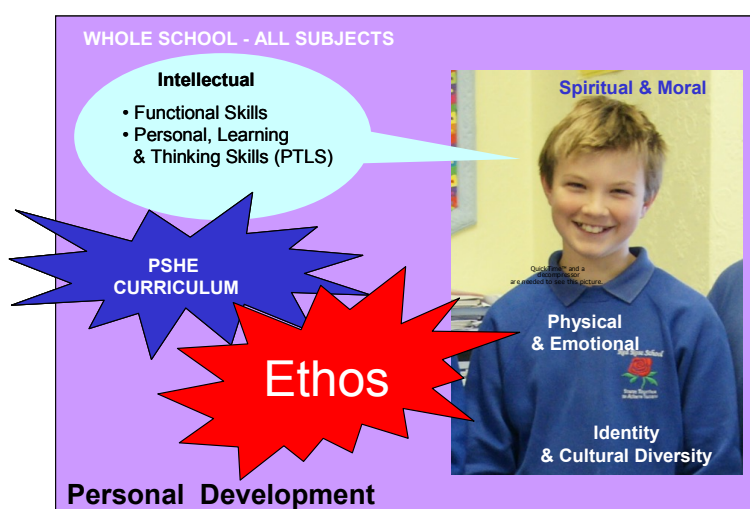 WHOLE SCHOOL - ALL SUBJECTS
Intellectual
• Functional Skills
• Personal, Learning
& Thinking Skills (PTLS)
Spiritual & Moral
PSHE
CURRICULUM
QuickTime™ and a
decompressor
are needed to see this picture.
Physical
& Emotional
Ethos
Identity
& Cultural Diversity
Personal Development